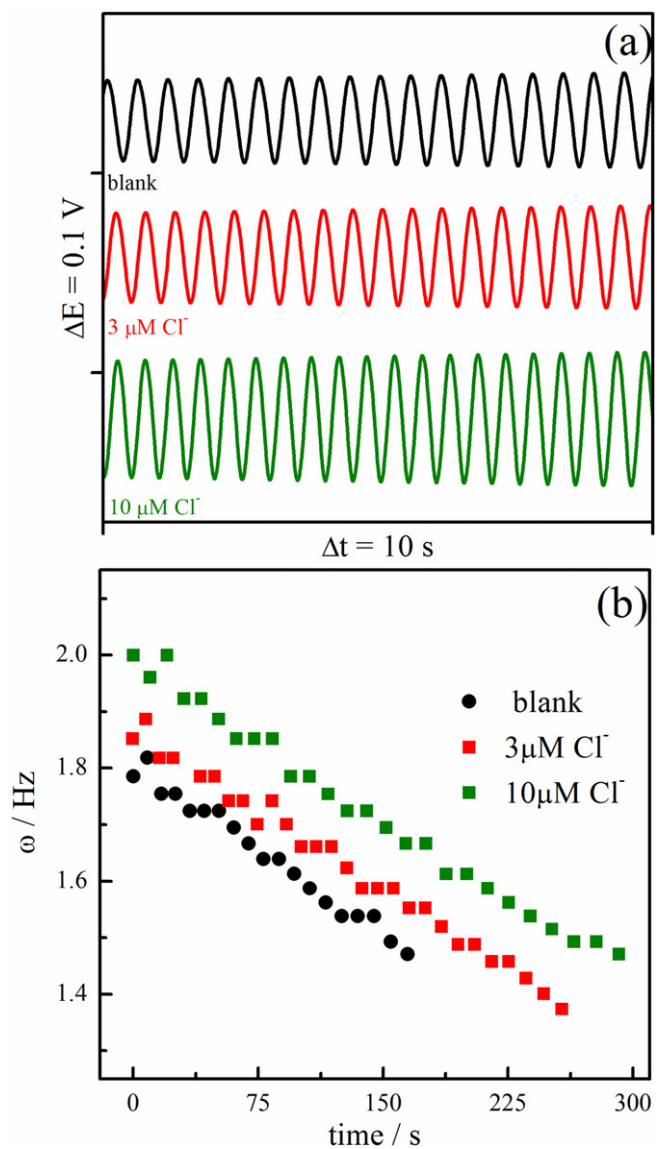 (a)
blank
3 μM Cl⁻
10 μM Cl⁻
ΔE = 0.1 V
Δt = 10 s
(b)
2.0
1.8
1.6
1.4
ω / Hz
blank
3μM Cl⁻
10μM Cl⁻
0 75 150 225 300
time / s